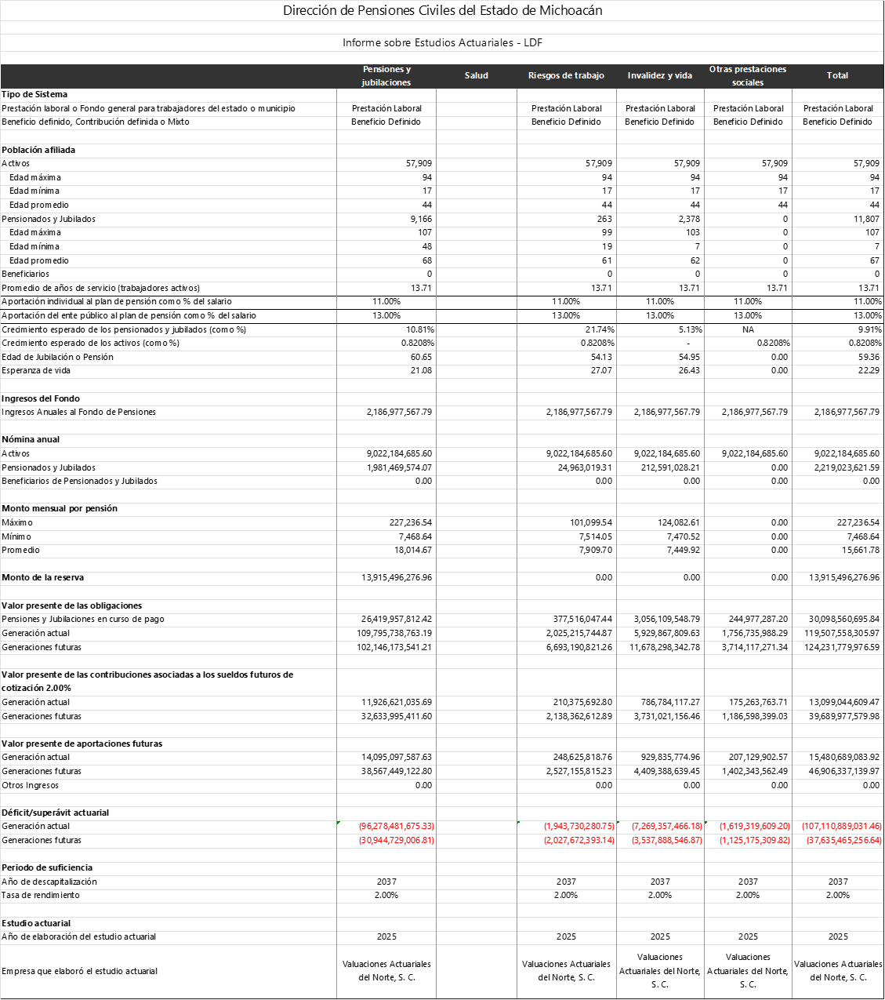 Dirección de Pensiones Civiles del Estado de Michoacán
Informe sobre Estudios Actuariales - LDF
Pensiones y jubilaciones Salud Riesgos de trabajo Invalidez y vida Otras prestaciones sociales Total
Tipo de Sistema
Prestación laboral o Fondo general para trabajadores del estado o municipio Prestación Laboral Prestación Laboral Prestación Laboral Prestación Laboral Prestación Laboral
Beneficio definido, Contribución definida o Mixto Beneficio Definido Beneficio Definido Beneficio Definido Beneficio Definido Beneficio Definido
Población afiliada
Activos 57,909 57,909 57,909 57,909 57,909
Edad máxima 94 94 94 94 94
Edad mínima 17 17 17 17 17
Edad promedio 44 44 44 44 44
Pensionados y Jubilados 9,166 263 2,378 0 11,807
Edad máxima 107 99 103 0 107
Edad mínima 48 19 7 0 7
Edad promedio 68 61 62 0 67
Beneficiarios 0 0 0 0 0
Promedio de años de servicio (trabajadores activos) 13.71 13.71 13.71 13.71 13.71
Aportación individual al plan de pensión como % del salario 11.00% 11.00% 11.00% 11.00% 11.00%
Aportación del ente público al plan de pensión como % del salario 13.00% 13.00% 13.00% 13.00% 13.00%
Crecimiento esperado de los pensionados y jubilados (como %) 10.81% 21.74% 5.13% NA 9.91%
Crecimiento esperado de los activos (como %) 0.8208% 0.8208% - 0.8208% 0.8208%
Edad de Jubilación o Pensión 60.65 54.13 54.95 0.00 59.36
Esperanza de vida 21.08 27.07 26.43 0.00 22.29
Ingresos del Fondo
Ingresos Anuales al Fondo de Pensiones 2,186,977,567.79 2,186,977,567.79 2,186,977,567.79 2,186,977,567.79 2,186,977,567.79
Nómina anual
Activos 9,022,184,685.60 9,022,184,685.60 9,022,184,685.60 9,022,184,685.60 9,022,184,685.60
Pensionados y Jubilados 1,981,469,574.07 24,963,019.31 212,591,028.21 0.00 2,219,023,621.59
Beneficiarios de Pensionados y Jubilados 0.00 0.00 0.00 0.00 0.00
Monto mensual por pensión
Máximo 227,236.54 101,099.54 124,082.61 0.00 227,236.54
Mínimo 7,468.64 7,514.05 7,470.52 0.00 7,468.64
Promedio 18,014.67 7,909.70 7,449.92 0.00 15,661.78
Monto de la reserva 13,915,496,276.96 0.00 0.00 0.00 13,915,496,276.96
Valor presente de las obligaciones
Pensiones y Jubilaciones en curso de pago 26,419,957,812.42 377,516,047.44 3,056,109,548.79 244,977,287.20 30,098,560,695.84
Generación actual 109,795,738,763.19 2,025,215,744.87 5,929,867,809.63 1,756,735,988.29 119,507,558,305.97
Generaciones futuras 102,146,173,541.21 6,693,190,821.26 11,678,298,342.78 3,714,117,271.34 124,231,779,976.59
Valor presente de las contribuciones asociadas a los sueldos futuros de
cotización 2.00%
Generación actual 11,926,621,035.69 210,375,692.80 786,784,117.27 175,263,763.71 13,099,044,609.47
Generaciones futuras 32,633,995,411.60 2,138,362,612.89 3,731,021,156.46 1,186,598,399.03 39,689,977,579.98
Valor presente de aportaciones futuras
Generación actual 14,095,097,587.63 248,625,818.76 929,835,774.96 207,129,902.57 15,480,689,083.92
Generaciones futuras 38,567,449,122.80 2,527,155,815.23 4,409,388,639.45 1,402,343,562.49 46,906,337,139.97
Otros Ingresos 0.00 0.00 0.00 0.00 0.00
Déficit/superávit actuarial
Generación actual (96,278,481,675.33) (1,943,730,280.75) (7,269,357,466.18) (1,619,319,609.20) (107,110,889,031.46)
Generaciones futuras (30,944,729,006.81) (2,027,672,393.14) (3,537,888,546.87) (1,125,175,309.82) (37,635,465,256.64)
Periodo de suficiencia
Año de descapitalización 2037 2037 2037 2037 2037
Tasa de rendimiento 2.00% 2.00% 2.00% 2.00% 2.00%
Estudio actuarial
Año de elaboración del estudio actuarial 2025 2025 2025 2025 2025
Empresa que elaboró el estudio actuarial Valuaciones Actuariales del Norte, S. C. Valuaciones Actuariales del Norte, S. C. Valuaciones Actuariales del Norte, S. C. Valuaciones Actuariales del Norte, S. C. Valuaciones Actuariales del Norte, S. C.